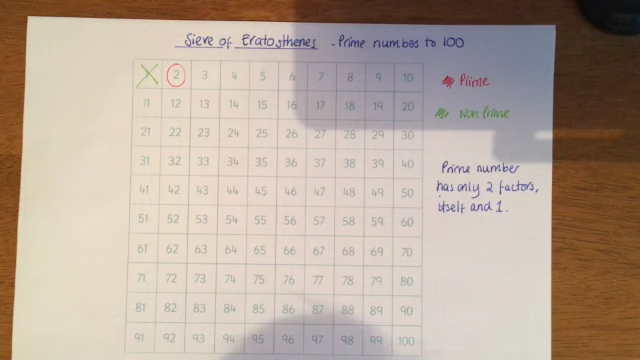 Sieve of Eratosthenes - Prime numbers to 100
X 2 3 4 5 6 7 8 9 10
11 12 13 14 15 16 17 18 19 20
21 22 23 24 25 26 27 28 29 30
31 32 33 34 35 36 37 38 39 40
41 42 43 44 45 46 47 48 49 50
51 52 53 54 55 56 57 58 59 60
61 62 63 64 65 66 67 68 69 70
71 72 73 74 75 76 77 78 79 80
81 82 83 84 85 86 87 88 89 90
91 92 93 94 95 96 97 98 99 100
Prime
Non Prime
Prime number
has only 2 factors,
itself and 1.